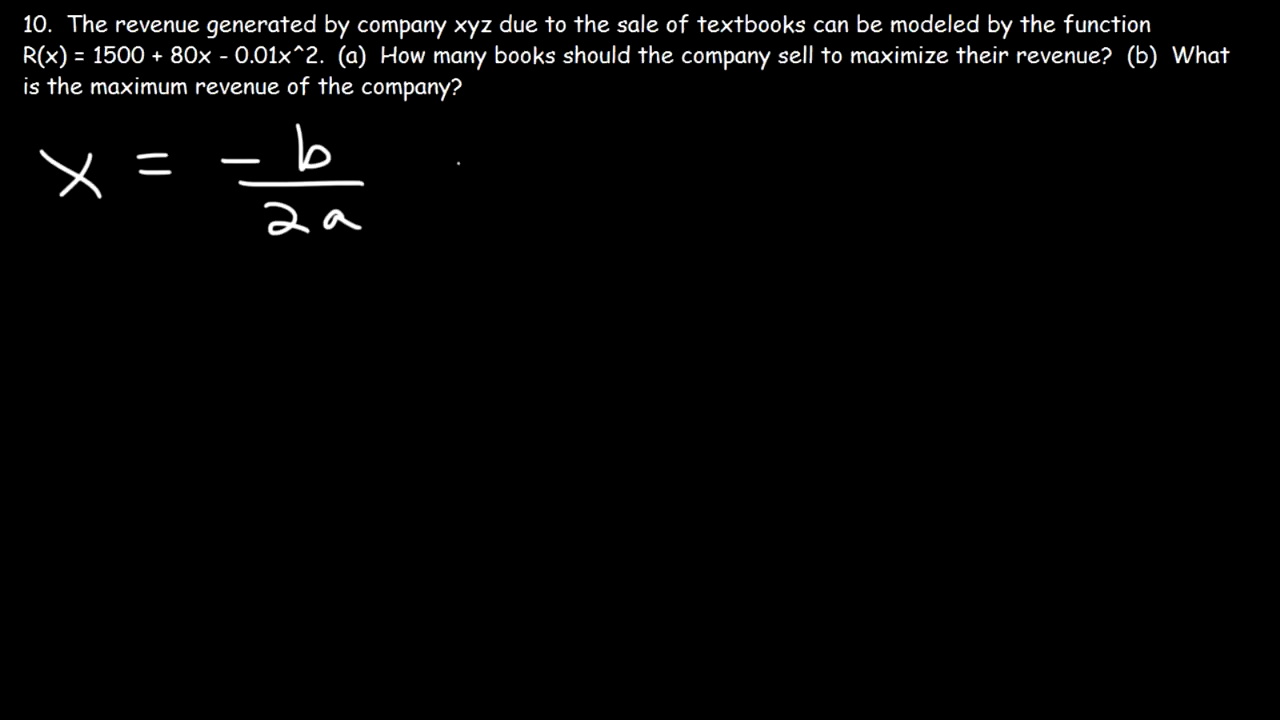 10.  The revenue generated by company xyz due to the sale of textbooks can be modeled by the function
R(x) = 1500 + 80x - 0.01x^2.  (a)  How many books should the company sell to maximize their revenue?  (b)  What
is the maximum revenue of the company?
x = - b
2a